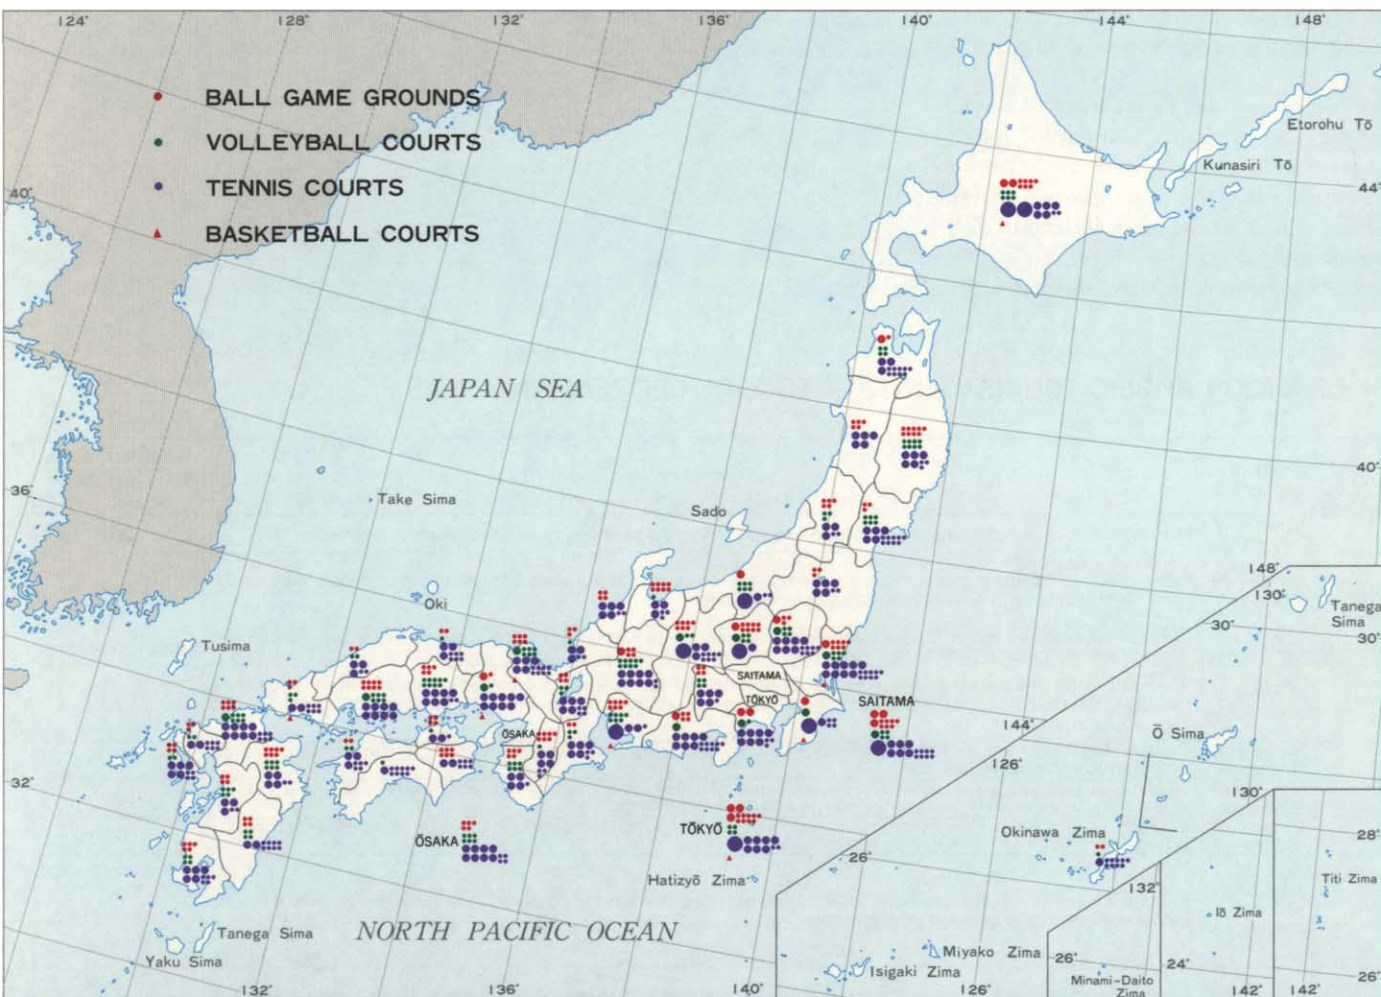 124° 128° 132° 136° 140° 144° 148°
BALL GAME GROUNDS
VOLLEYBALL COURTS
TENNIS COURTS
BASKETBALL COURTS
Etorohu Tō
Kunasiri Tō
44°
40°
JAPAN SEA
40°
36°
Take Sima
Sado
148°
130°
Tanega
Sima
30°
30°
Oki
Tusima
SAITAMA
TŌKYŌ
SAITAMA
ŌSAKA
144°
Ō Sima
126°
32°
130°
ŌSAKA
TŌKYŌ
Okinawa Zima
28°
26°
Hatizyō Zima
132°
Titi Zima
Iō Zima
Tanega Sima
NORTH PACIFIC OCEAN
Yaku Sima
Miyako Zima
Isigaki Zima
26°
24°
26°
Minami-Daito
Zima
132° 136° 140° 126° 142° 142°